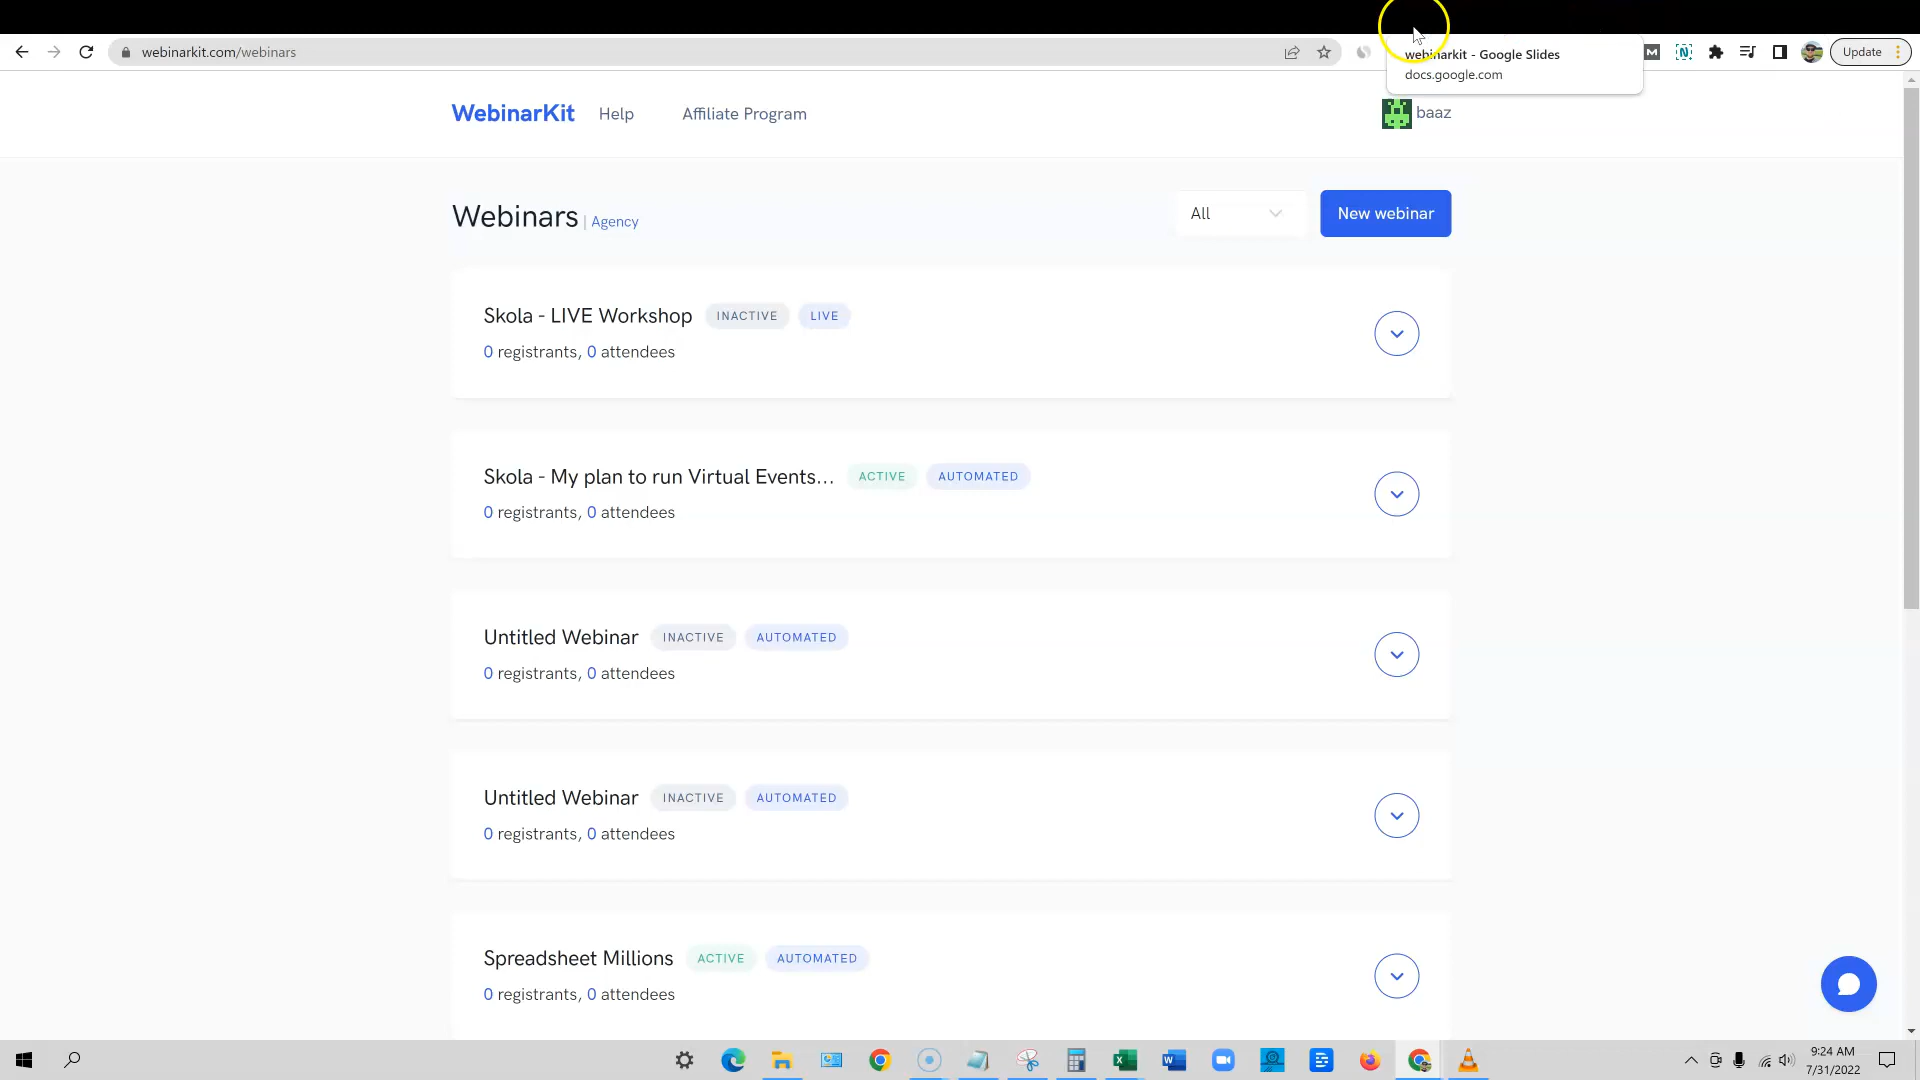 webinarkit.com/webinars
Update
webinarkit - Google Slides
docs.google.com
WebinarKit
Help
Affiliate Program
baaz
Webinars | Agency
All
New webinar
Skola - LIVE Workshop INACTIVE LIVE
0 registrants, 0 attendees
Skola - My plan to run Virtual Events... ACTIVE AUTOMATED
0 registrants, 0 attendees
Untitled Webinar INACTIVE AUTOMATED
0 registrants, 0 attendees
Untitled Webinar INACTIVE AUTOMATED
0 registrants, 0 attendees
Spreadsheet Millions ACTIVE AUTOMATED
0 registrants, 0 attendees
9:24 AM
7/31/2022